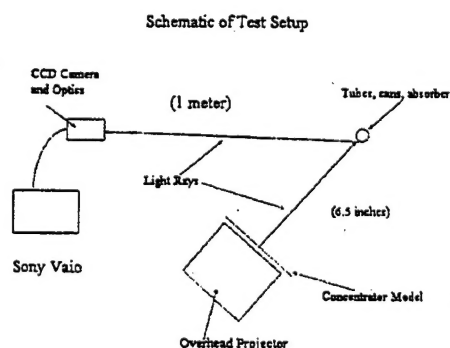 Schematic of Test Setup
CCD Camera
and Optics
(1 meter)
Tubes, cans, absorber
Light Rays
(6.5 inches)
Sony Vaio
Concentrator Model
Overhead Projector